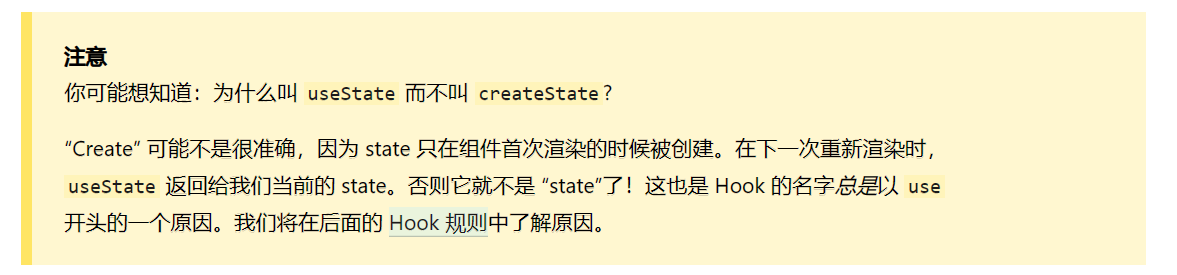 注意
你可能想知道：为什么叫 useState 而不叫 createState？
“Create” 可能不是很准确，因为 state 只在组件首次渲染的时候被创建。在下一次重新渲染时，
useState 返回给我们当前的 state。否则它就不是 “state”了！这也是 Hook 的名字总是以 use
开头的一个原因。我们将在后面的 Hook 规则中了解原因。